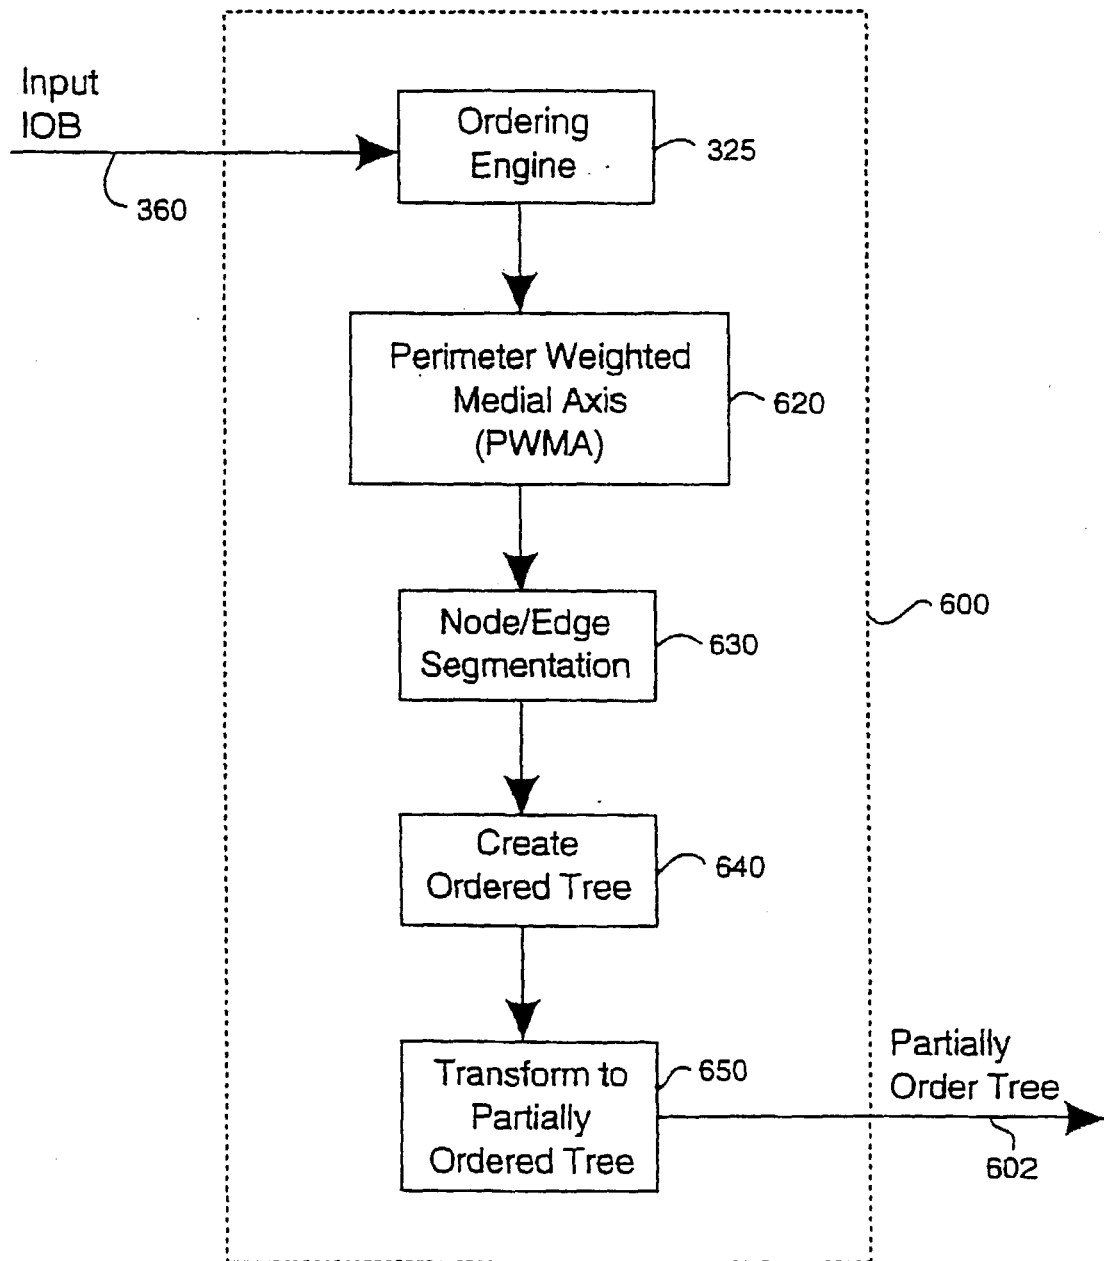 Input
IOB
360
Ordering
Engine
325
Perimeter Weighted
Medial Axis
(PWMA)
620
Node/Edge
Segmentation
630
600
Create
Ordered Tree
640
Transform to
Partially
Ordered Tree
650
Partially
Order Tree
602